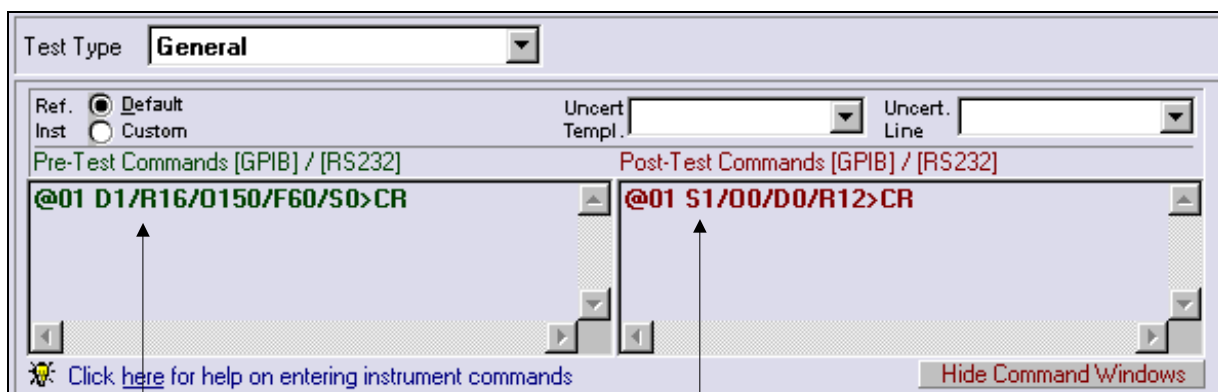 Test Type General
Ref. Inst Default Custom Uncert Templ. Uncert. Line
Pre-Test Commands [GPIB] / [RS232] Post-Test Commands [GPIB] / [RS232]
@01 D1/R16/O150/F60/S0>CR @01 S1/O0/D0/R12>CR
Click here for help on entering instrument commands Hide Command Windows